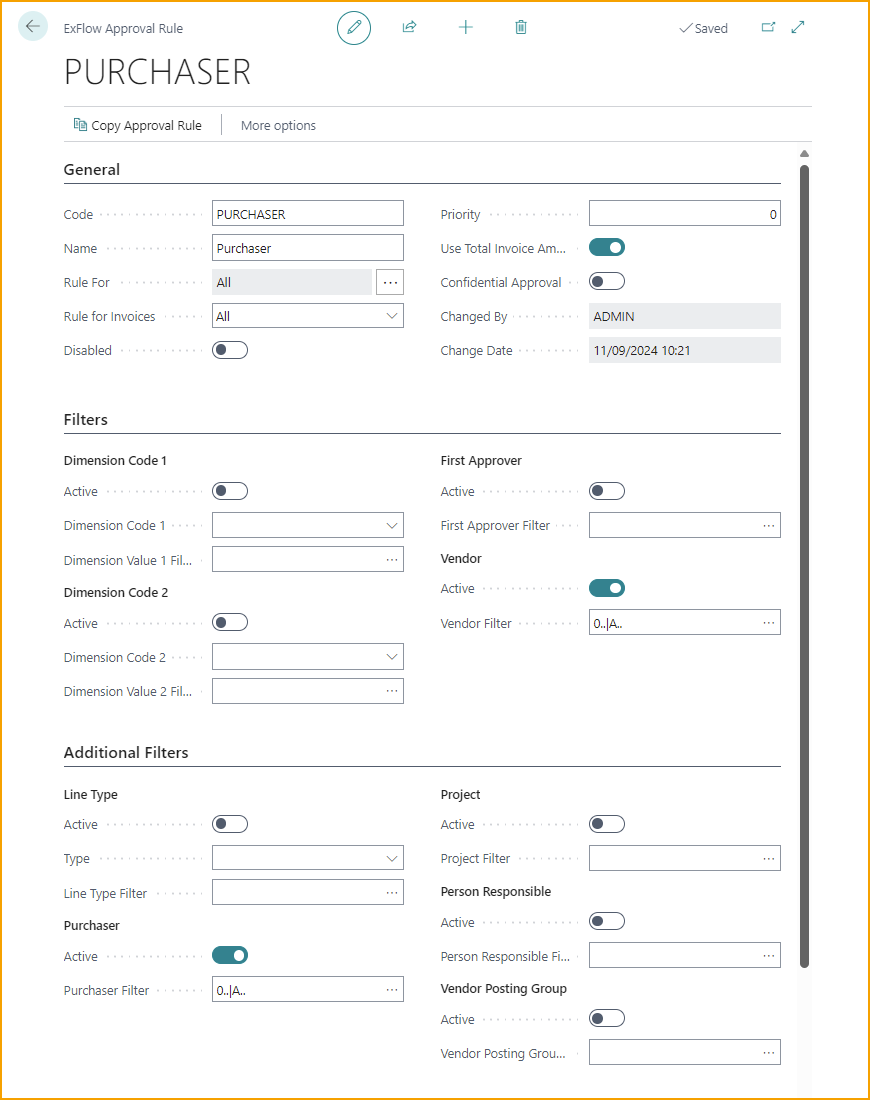 ExFlow Approval Rule
Saved
PURCHASER
Copy Approval Rule
More options
General
Code
PURCHASER
Name
Purchaser
Rule For
All
Rule for Invoices
All
Disabled
Priority
0
Use Total Invoice Am...
Confidential Approval
Changed By
ADMIN
Change Date
11/09/2024 10:21
Filters
Dimension Code 1
Active
Dimension Code 1
Dimension Value 1 Fil...
Dimension Code 2
Active
Dimension Code 2
Dimension Value 2 Fil...
First Approver
Active
First Approver Filter
Vendor
Active
Vendor Filter
0..|A..
Additional Filters
Line Type
Active
Type
Line Type Filter
Purchaser
Active
Purchaser Filter
0..|A..
Project
Active
Project Filter
Person Responsible
Active
Person Responsible Fi...
Vendor Posting Group
Active
Vendor Posting Grou...